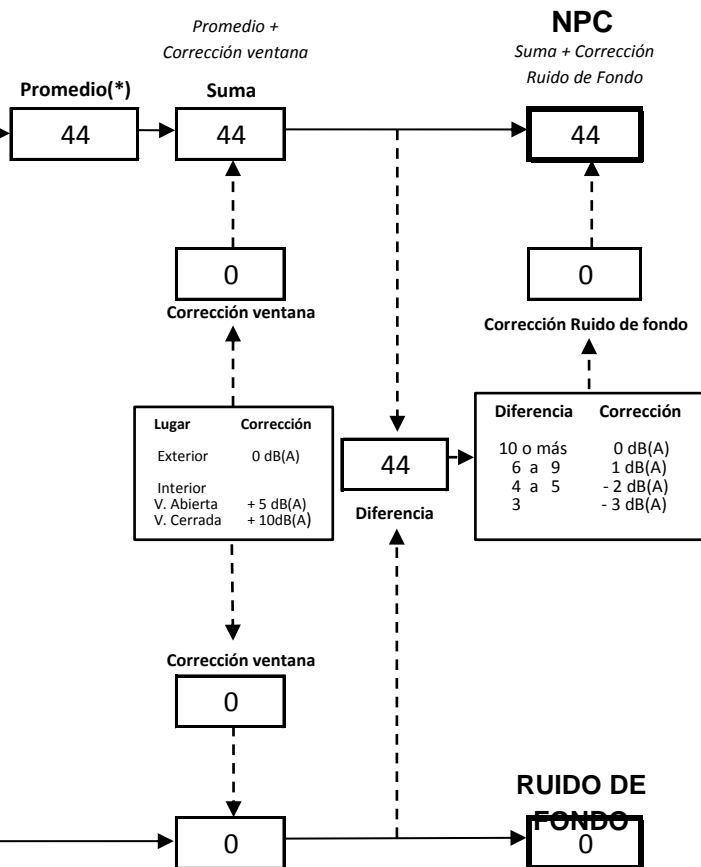 Promedio +
Corrección ventana
NPC
Suma + Corrección
Ruido de Fondo
Promedio(*)
Suma
44
44
44
0
0
Corrección ventana
Corrección Ruido de fondo
Lugar Corrección
Exterior 0 dB(A)
Interior
V. Abierta + 5 dB(A)
V. Cerrada + 10dB(A)
44
Diferencia
Diferencia Corrección
10 o más 0 dB(A)
6 a 9 1 dB(A)
4 a 5 - 2 dB(A)
3 - 3 dB(A)
Corrección ventana
0
RUIDO DE
FONDO
0
0